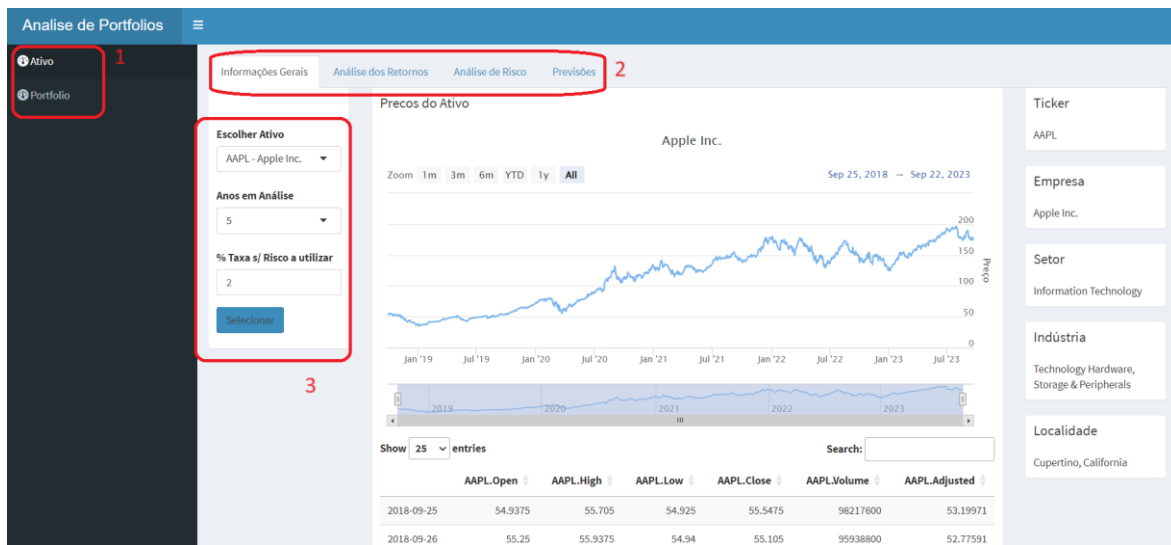 Analise de Portfolios
Ativo
1
Portfolio
Informações Gerais Análise dos Retornos Análise de Risco Previsões
2
Escolher Ativo
AAPL - Apple Inc.
Anos em Análise
5
% Taxa s/ Risco a utilizar
2
Selecionar
3
Precos do Ativo
Apple Inc.
Zoom 1m 3m 6m YTD 1y All Sep 25, 2018 → Sep 22, 2023
200
150
100
50
0
Preço
Jan '19 Jul '19 Jan '20 Jul '20 Jan '21 Jul '21 Jan '22 Jul '22 Jan '23 Jul '23
2019 2020 2021 2022 2023
Show 25 entries Search:
AAPL.Open AAPL.High AAPL.Low AAPL.Close AAPL.Volume AAPL.Adjusted
2018-09-25 54.9375 55.705 54.925 55.5475 98217600 53.19971
2018-09-26 55.25 55.9375 54.94 55.105 95938800 52.77591
Ticker
AAPL
Empresa
Apple Inc.
Setor
Information Technology
Indústria
Technology Hardware,
Storage & Peripherals
Localidade
Cupertino, California